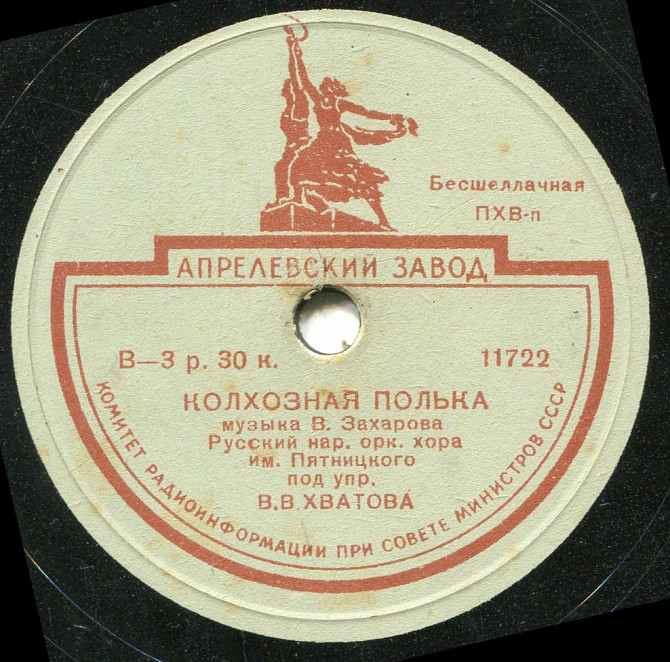 Бесшеллачная
ПХВ-п
АПРЕЛЕВСКИЙ ЗАВОД
В—3 р. 30 к.
11722
КОЛХОЗНАЯ ПОЛЬКА
музыка В. Захарова
Русский нар. орк. хора
им. Пятницкого
под упр.
В.В.ХВАТОВА
КОМИТЕТ РАДИОИНФОРМАЦИИ ПРИ СОВЕТЕ МИНИСТРОВ СССР